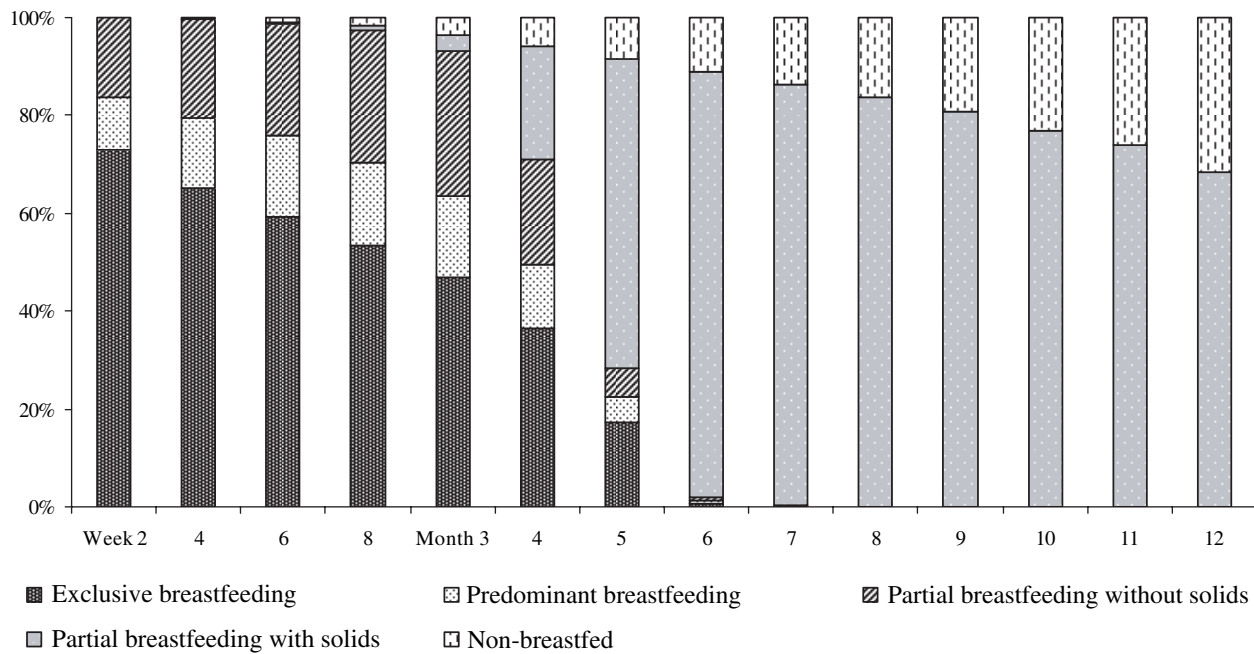 100%
80%
60%
40%
20%
0%
Week 2 4 6 8 Month 3 4 5 6 7 8 9 10 11 12
Exclusive breastfeeding Predominant breastfeeding Partial breastfeeding without solids
Partial breastfeeding with solids Non-breastfed